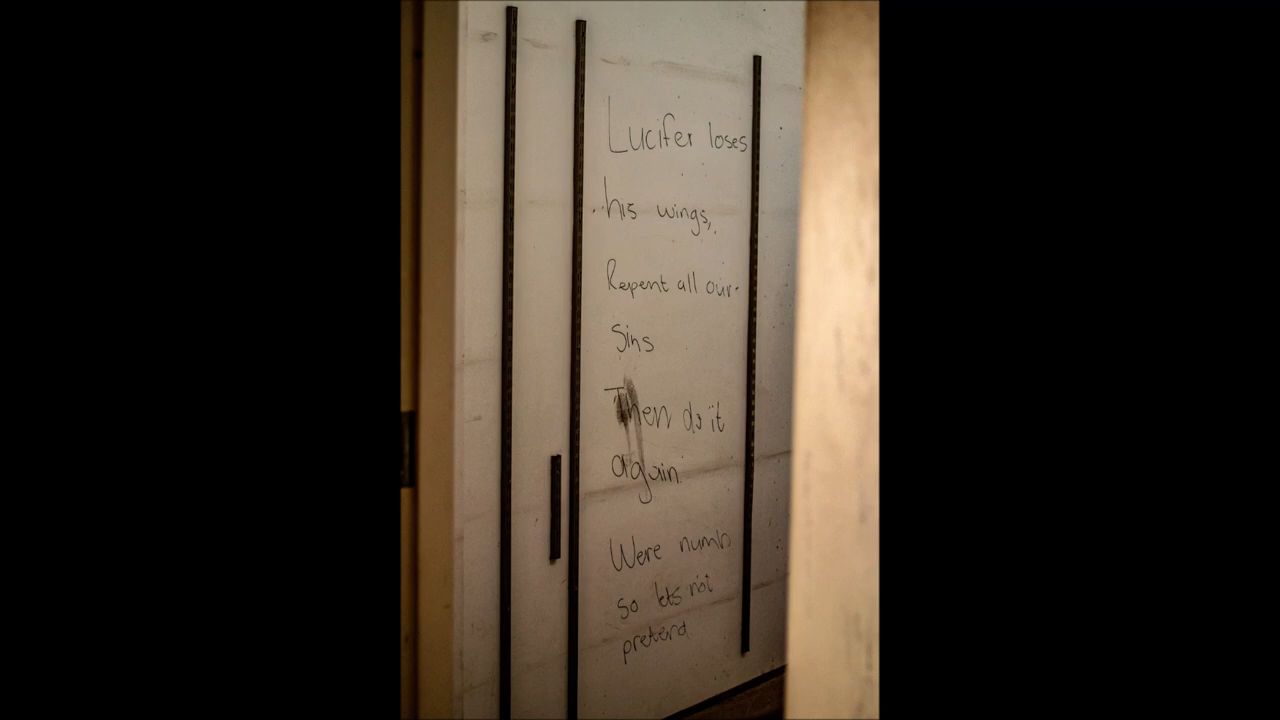 Lucifer loses
his wings,
Repent all our
Sins
Then do it
again.
Were numb
so lets not
pretend